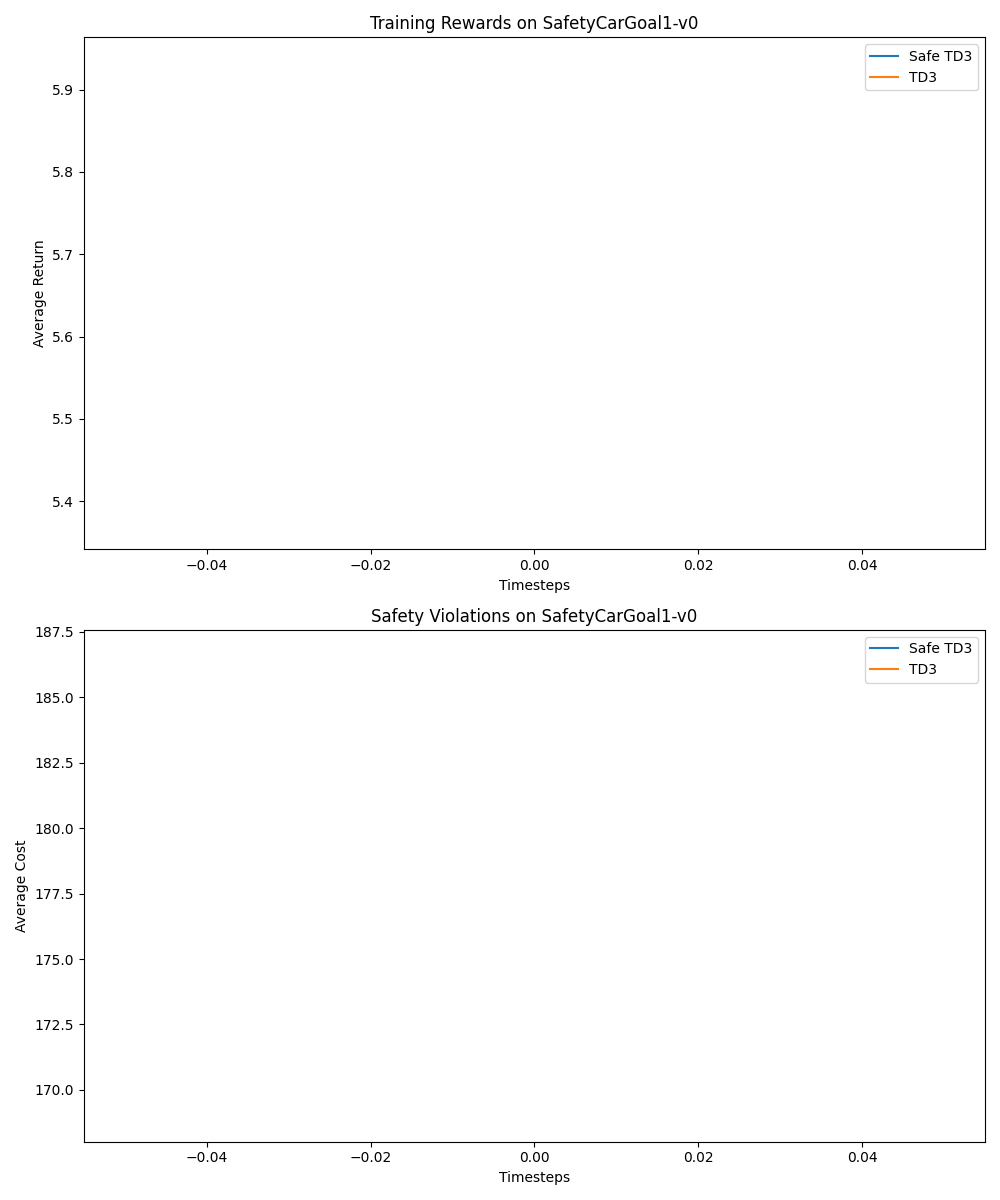 Training Rewards on SafetyCarGoal1-v0
Safe TD3
TD3
5.9
5.8
5.7
5.6
5.5
5.4
Average Return
−0.04 −0.02 0.00 0.02 0.04
Timesteps
Safety Violations on SafetyCarGoal1-v0
Safe TD3
TD3
187.5
185.0
182.5
180.0
177.5
175.0
172.5
170.0
Average Cost
−0.04 −0.02 0.00 0.02 0.04
Timesteps